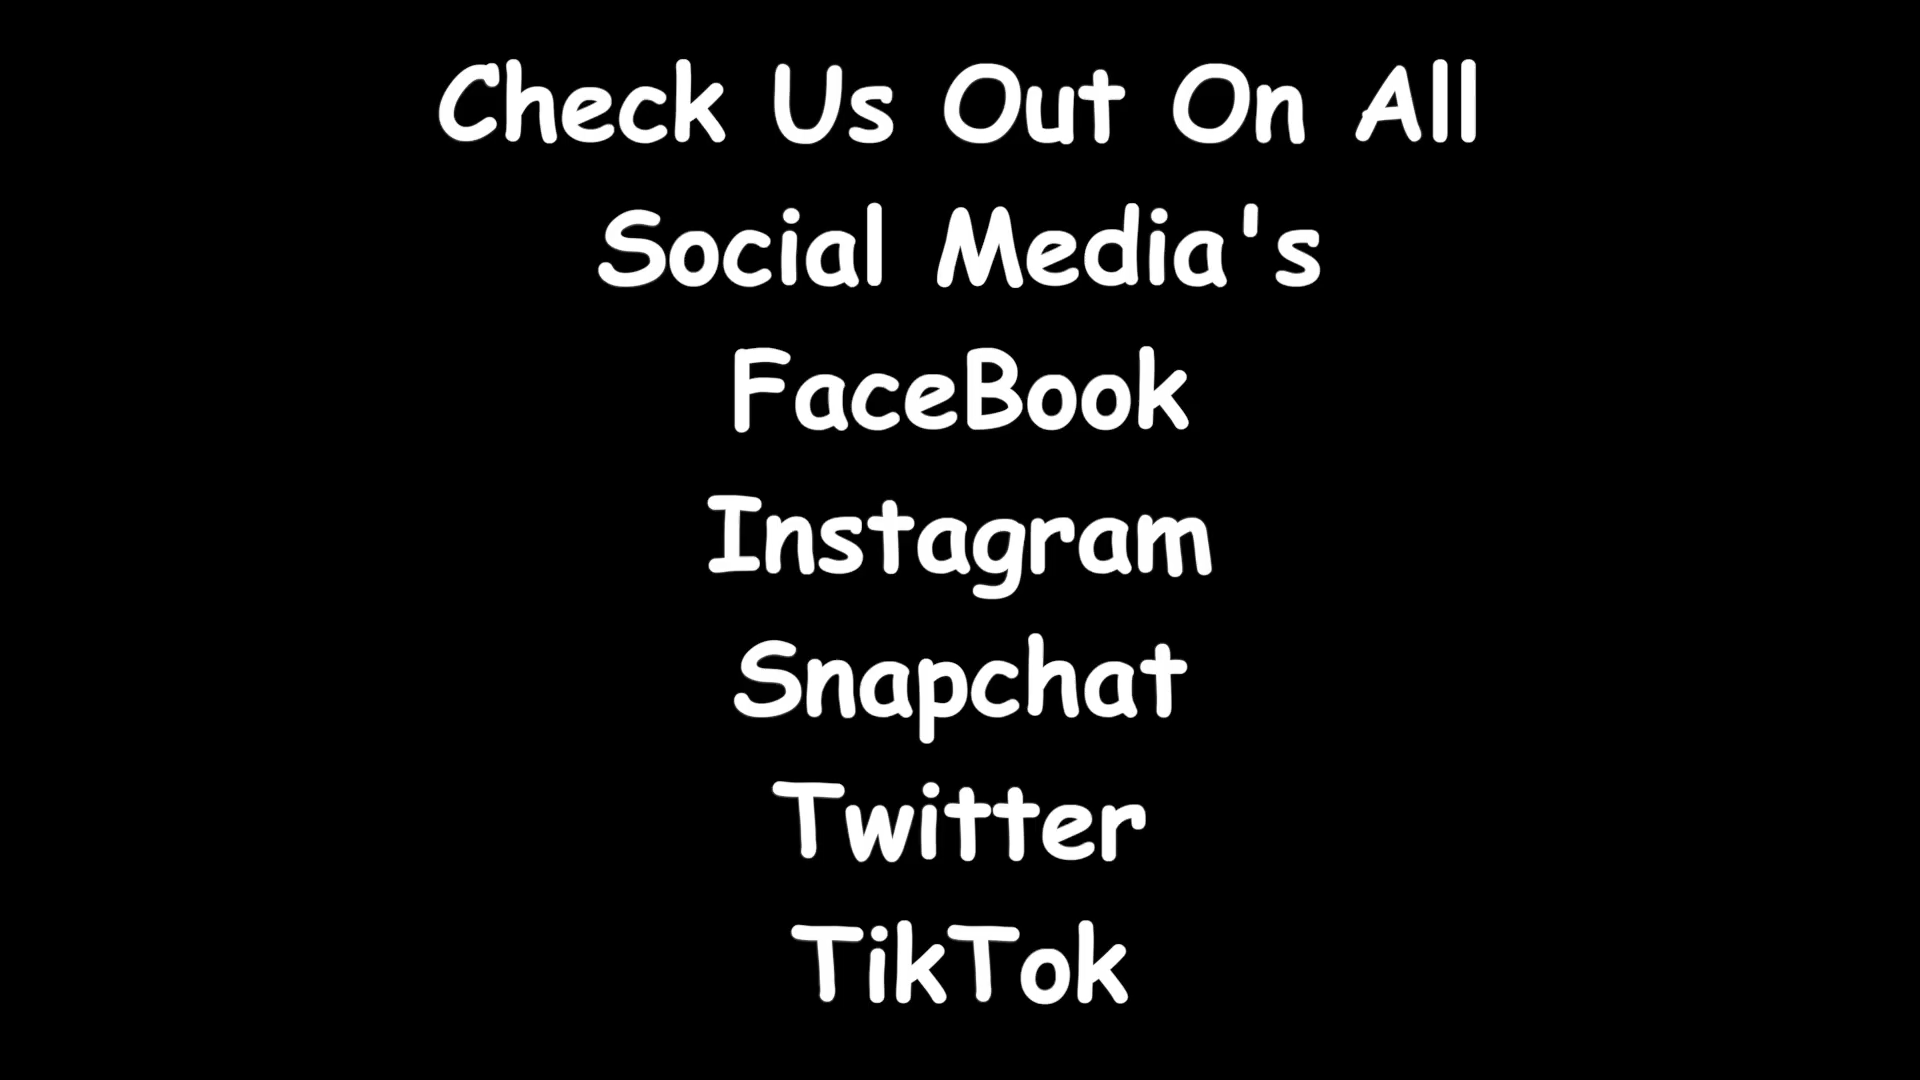 Check Us Out On All
Social Media's
FaceBook
Instagram
Snapchat
Twitter
TikTok